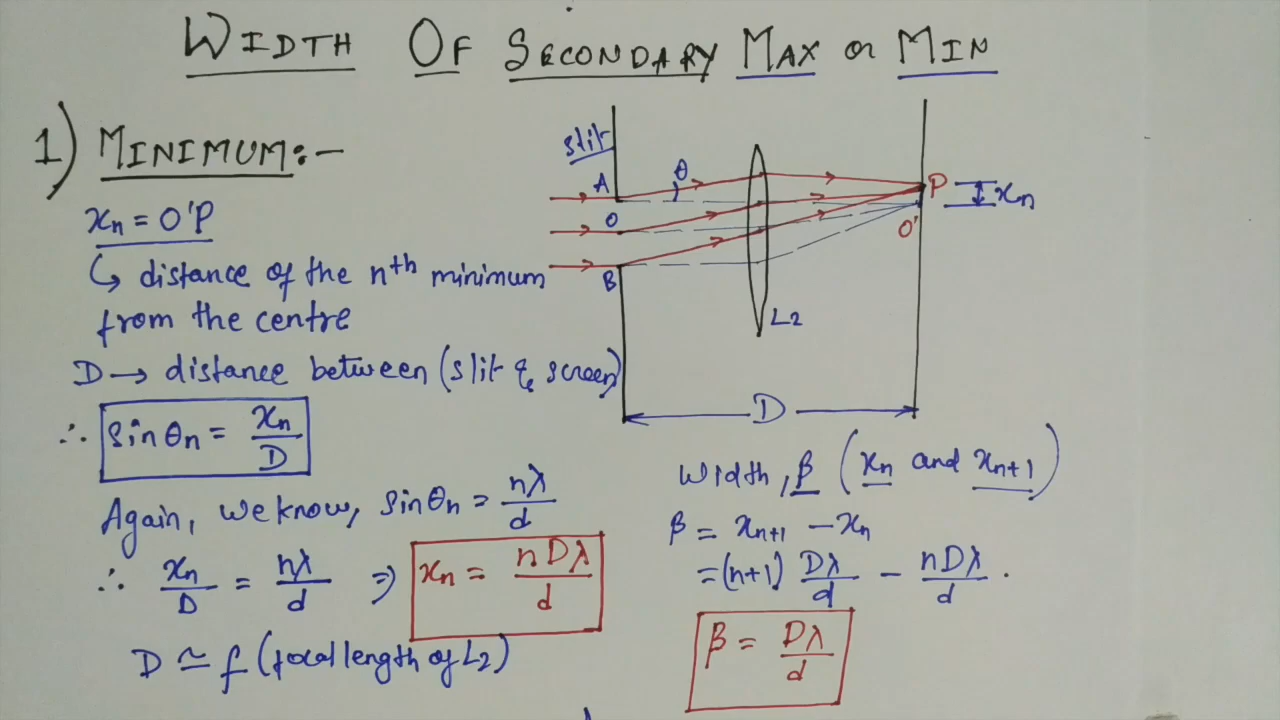 WIDTH OF SECONDARY MAX or MIN
1) MINIMUM:-
xₙ = O'P
↳ distance of the nᵗʰ minimum
from the centre
D → distance between (slit & screen)
∴ sin θₙ = xₙ/D
Again, we know, sin θₙ = nλ/d
∴ xₙ/D = nλ/d ⇒ xₙ = nDλ/d
D ≃ f (focal length of L2)
slit
A
θ
O
B
L2
P
O'
xₙ
D
Width, β (xₙ and xₙ₊₁)
β = xₙ₊₁ - xₙ
= (n+1) Dλ/d - nDλ/d .
β = Dλ/d